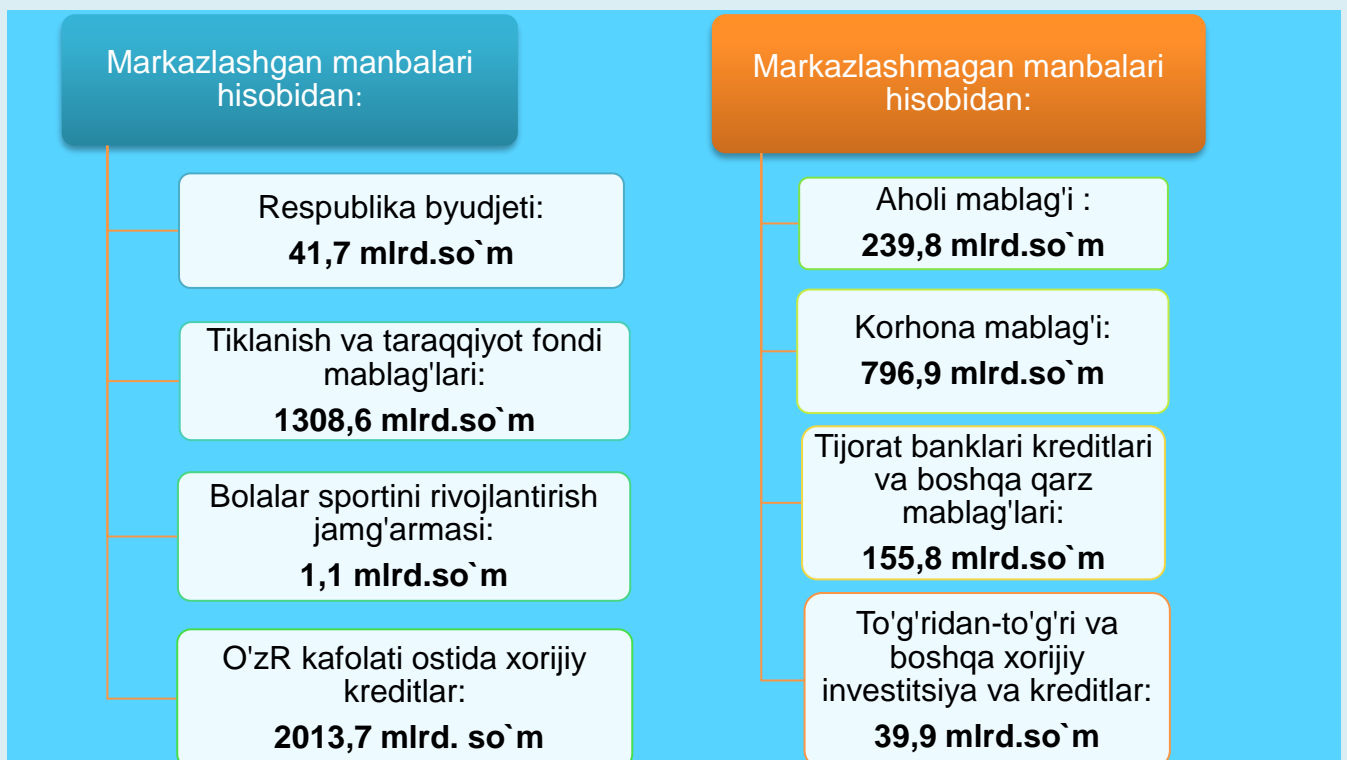 Markazlashgan manbalari
hisobidan:
Respublika byudjeti:
41,7 mlrd.so`m
Tiklanish va taraqqiyot fondi
mablag'lari:
1308,6 mlrd.so`m
Bolalar sportini rivojlantirish
jamg'armasi:
1,1 mlrd.so`m
O'zR kafolati ostida xorijiy
kreditlar:
2013,7 mlrd. so`m
Markazlashmagan manbalari
hisobidan:
Aholi mablag'i :
239,8 mlrd.so`m
Korhona mablag'i:
796,9 mlrd.so`m
Tijorat banklari kreditlari
va boshqa qarz
mablag'lari:
155,8 mlrd.so`m
To'g'ridan-to'g'ri va
boshqa xorijiy
investitsiya va kreditlar:
39,9 mlrd.so`m